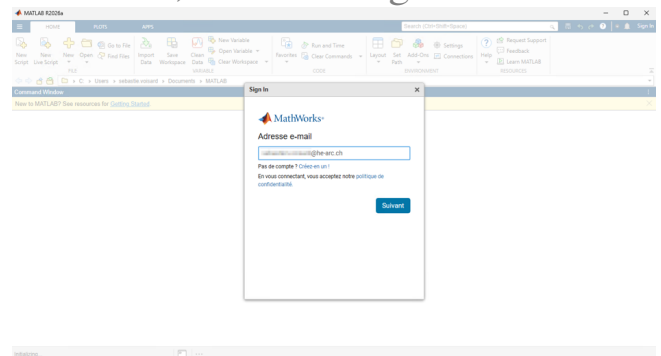 MATLAB R2026a
HOME PLOTS APPS
Search (Ctrl+Shift+Space)
Sign In
New Script
New Live Script
New
Open
Go to File
Find Files
Import Data
Save Workspace
Clean Data
New Variable
Open Variable
Clear Workspace
Favorites
Run and Time
Clear Commands
Layout
Set Path
Add-Ons
Settings
Connections
Help
Request Support
Feedback
Learn MATLAB
FILE VARIABLE CODE ENVIRONMENT RESOURCES
C: Users Documents MATLAB
Command Window
New to MATLAB? See resources for Getting Started.
Sign in
MathWorks
Adresse e-mail
@he-arc.ch
Pas de compte ? Créez-en un !
En vous connectant, vous acceptez notre politique de
confidentialité
Suivant
Initializing